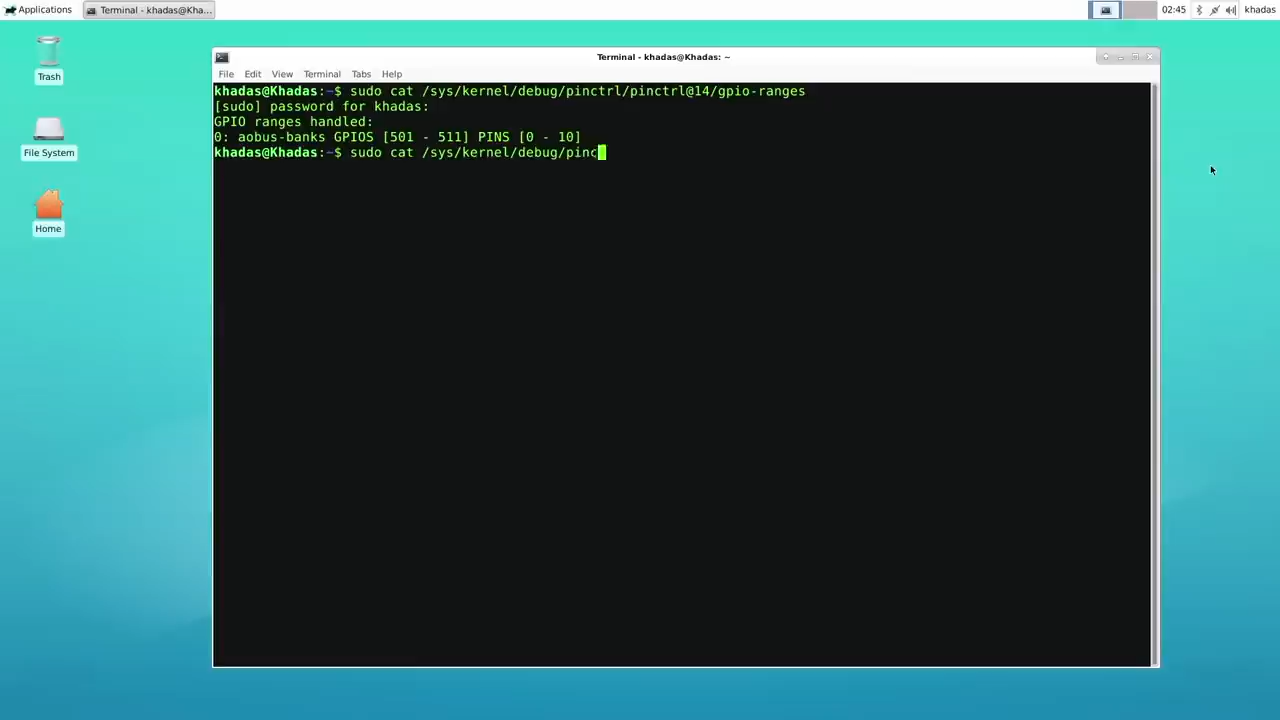 Applications
Terminal - khadas@Kha...
02:45
khadas
Trash
File System
Home
Terminal - khadas@Khadas: ~
File Edit View Terminal Tabs Help
khadas@Khadas:~$ sudo cat /sys/kernel/debug/pinctrl/pinctrl@14/gpio-ranges
[sudo] password for khadas:
GPIO ranges handled:
0: aobus-banks GPIOS [501 - 511] PINS [0 - 10]
khadas@Khadas:~$ sudo cat /sys/kernel/debug/pinc